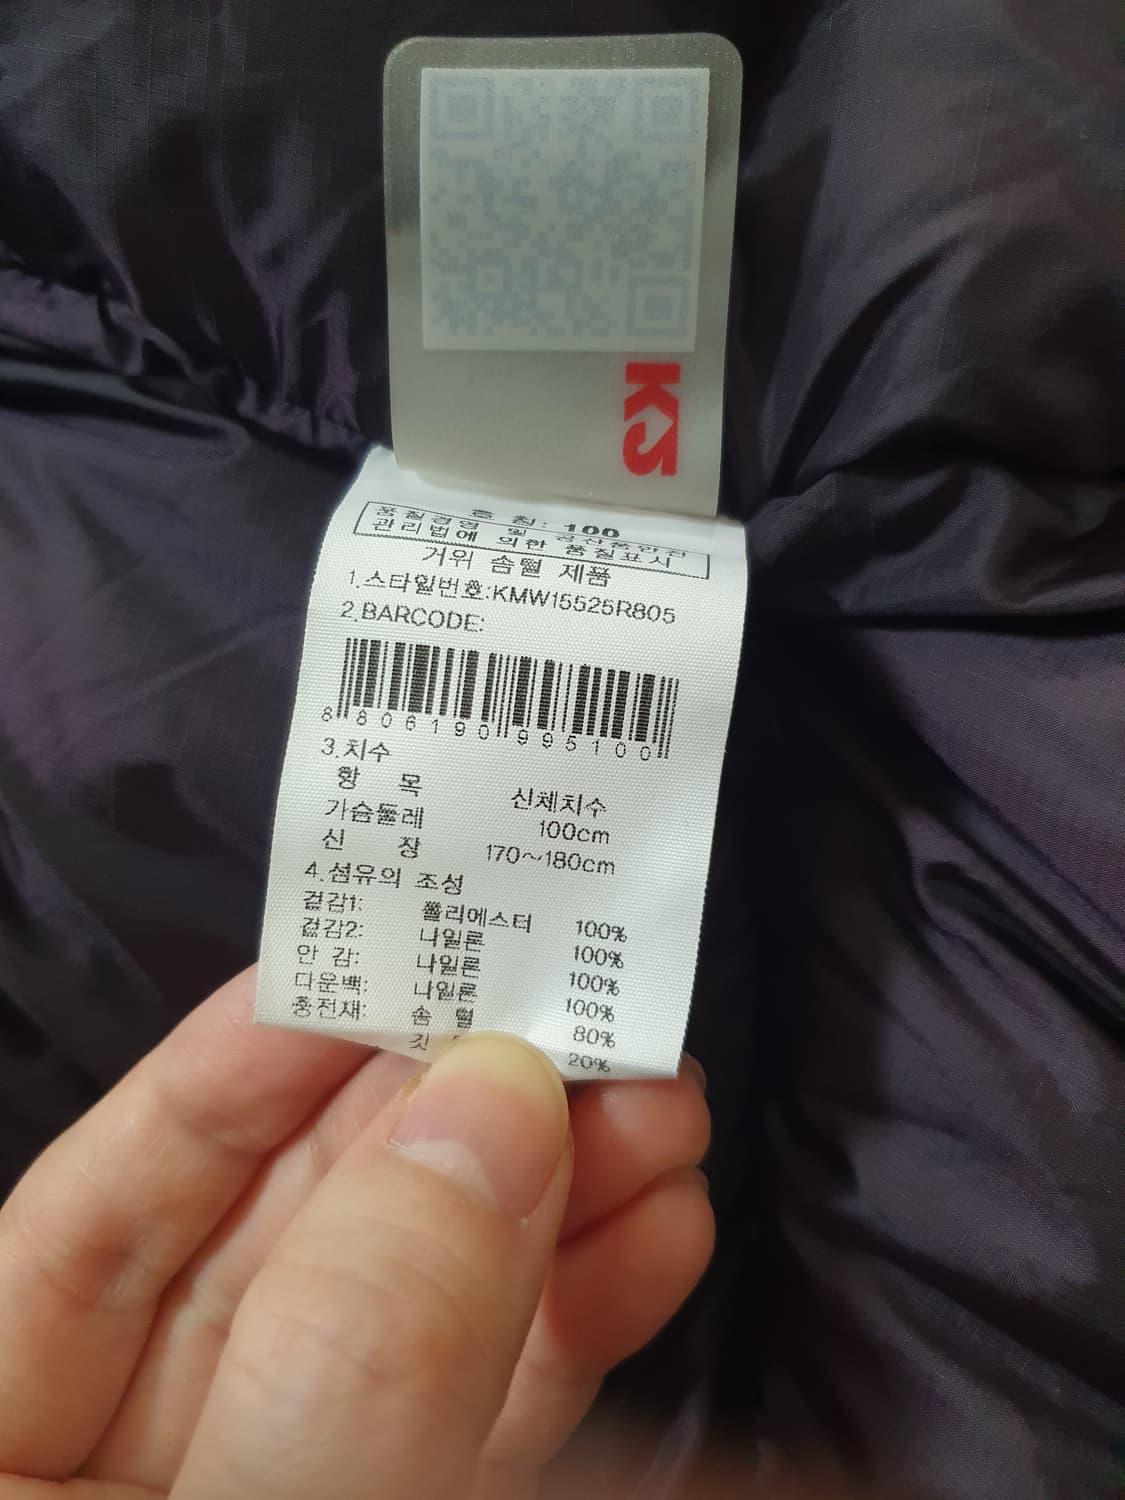 KS
호 칭: 100
품질경영 및 공산품안전
관리법에 의한 품질표시
거위 솜털 제품
1.스타일번호:KMW15525R805
2.BARCODE:
8 806190 995100
3.치수
항 목 신체치수
가슴둘레 100cm
신 장 170~180cm
4.섬유의 조성
겉감1: 폴리에스터 100%
겉감2: 나일론 100%
안 감: 나일론 100%
다운백: 나일론 100%
충전재: 솜 털 80%
깃 20%